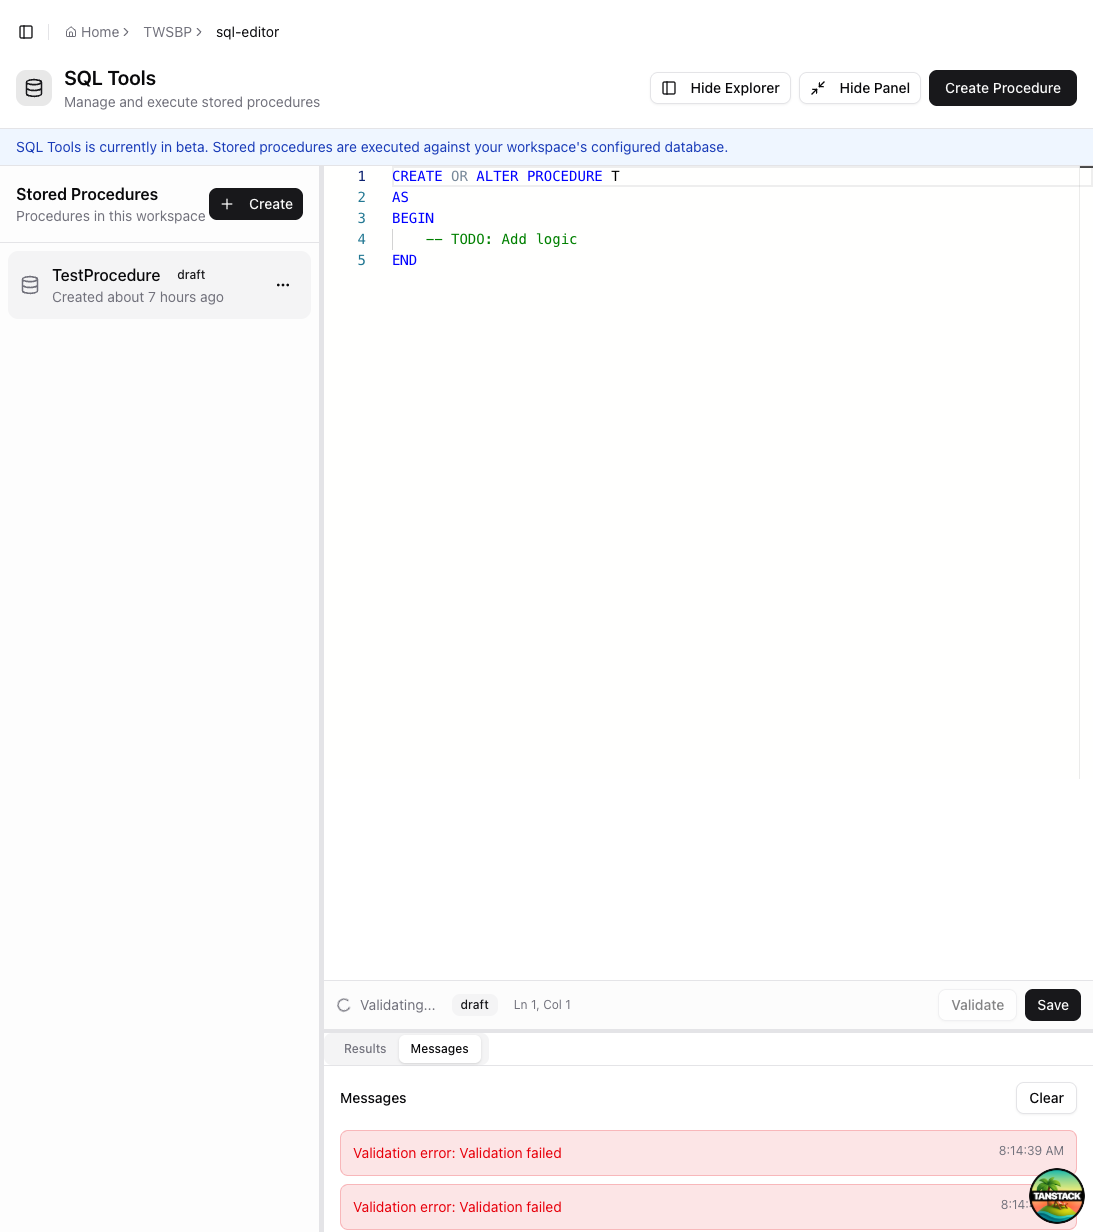 Home > TWSBP > sql-editor
SQL Tools
Manage and execute stored procedures
Hide Explorer
Hide Panel
Create Procedure
SQL Tools is currently in beta. Stored procedures are executed against your workspace's configured database.
Stored Procedures
Procedures in this workspace
+ Create
TestProcedure draft
Created about 7 hours ago
...
1 CREATE OR ALTER PROCEDURE T
2 AS
3 BEGIN
4     -- TODO: Add logic
5 END
Validating... draft Ln 1, Col 1
Validate
Save
Results
Messages
Messages
Clear
Validation error: Validation failed 8:14:39 AM
Validation error: Validation failed 8:14:
TANSTACK